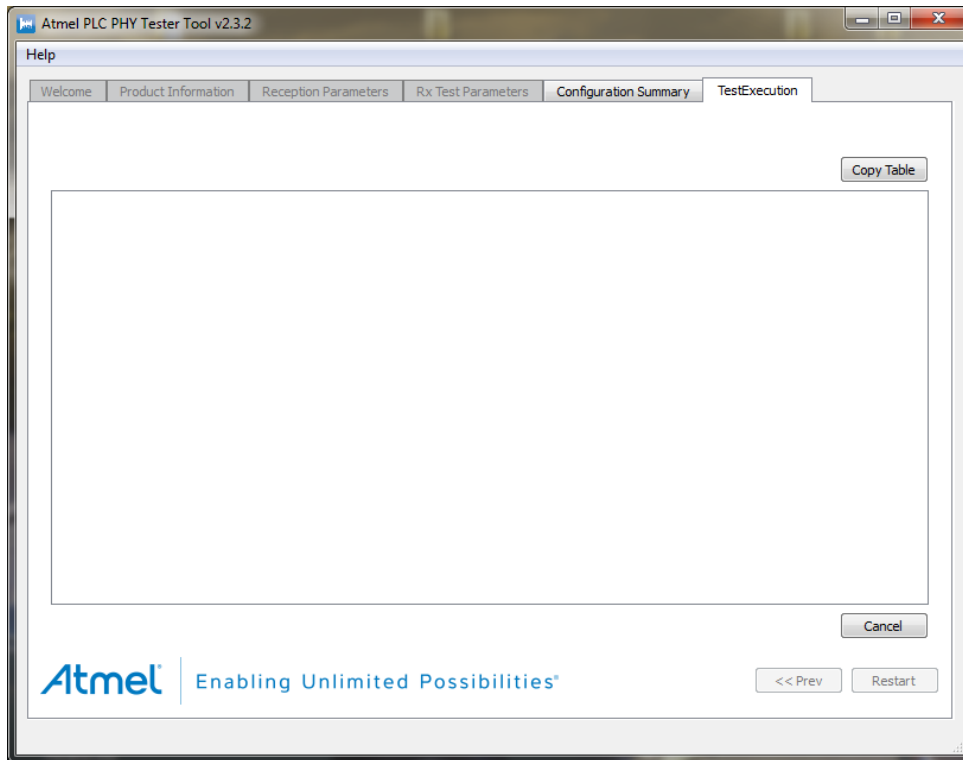 Atmel PLC PHY Tester Tool v2.3.2
Help
Welcome Product Information Reception Parameters Rx Test Parameters Configuration Summary TestExecution
Copy Table
Cancel
Atmel® Enabling Unlimited Possibilities®
<< Prev Restart